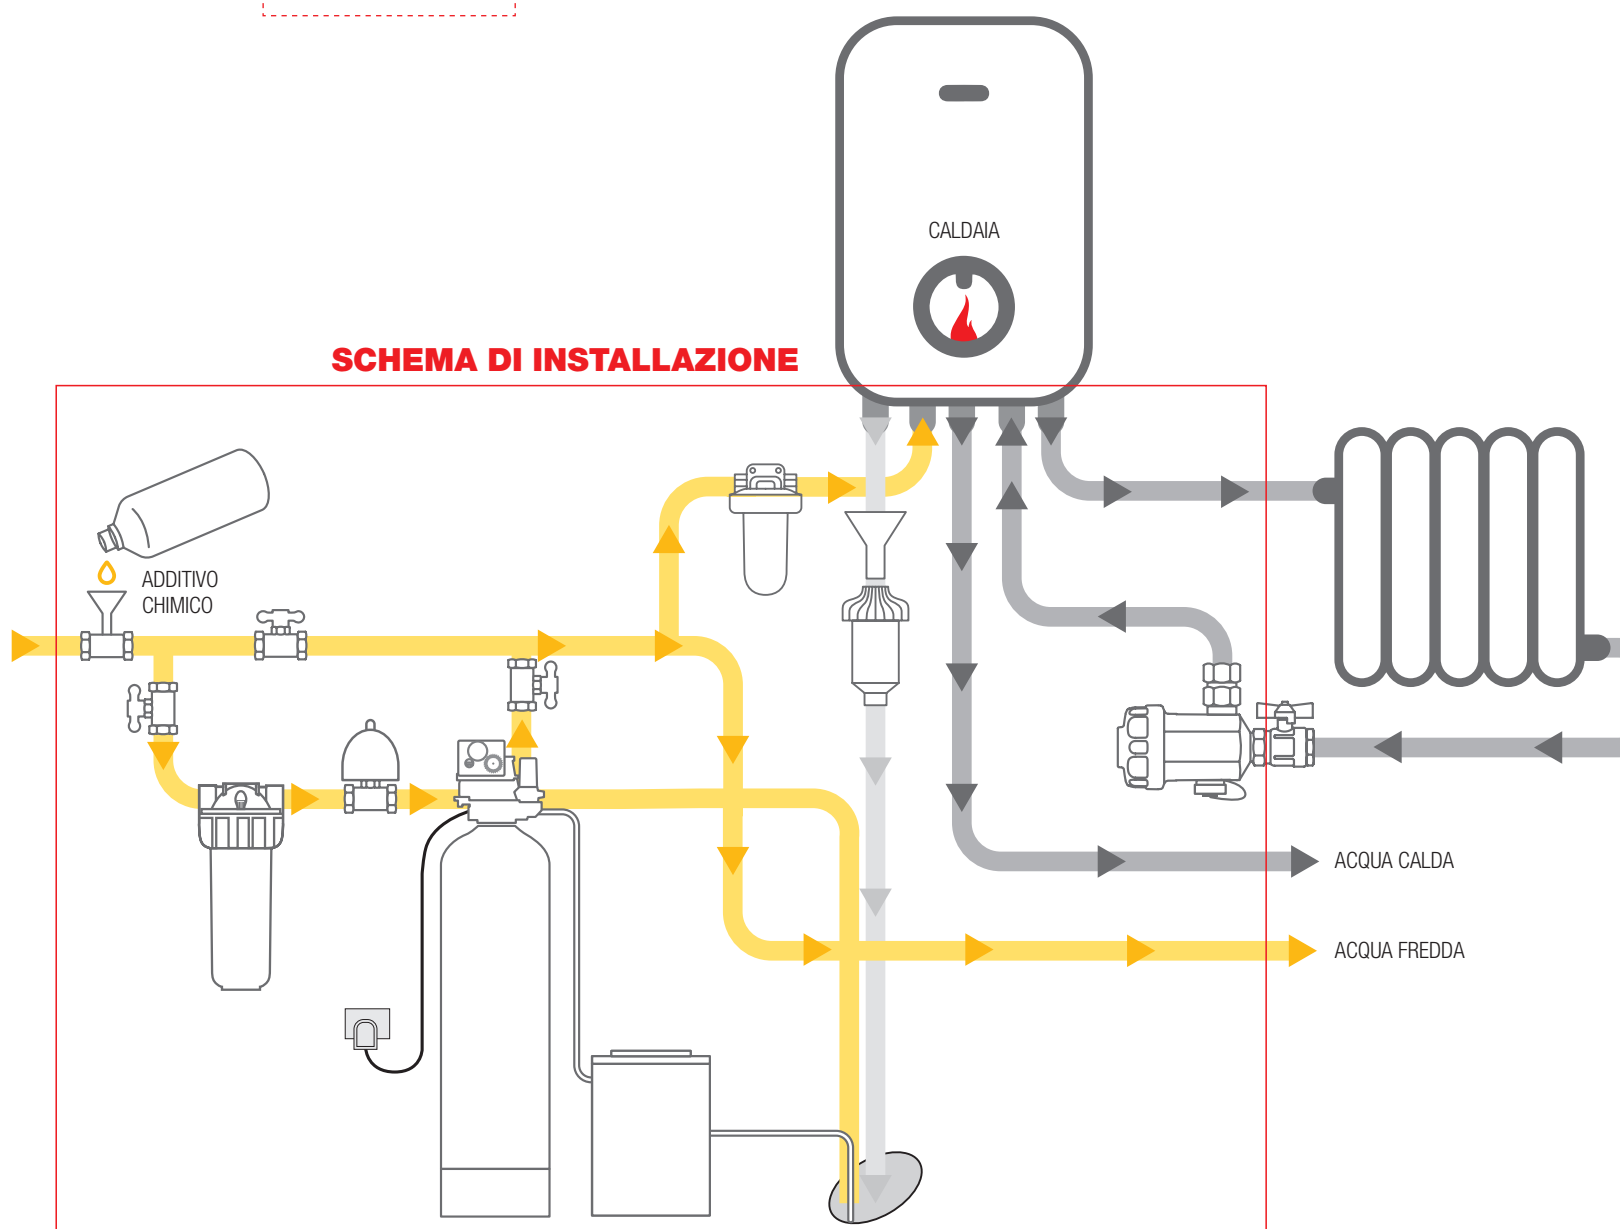 CALDAIA
SCHEMA DI INSTALLAZIONE
ADDITIVO
CHIMICO
ACQUA CALDA
ACQUA FREDDA